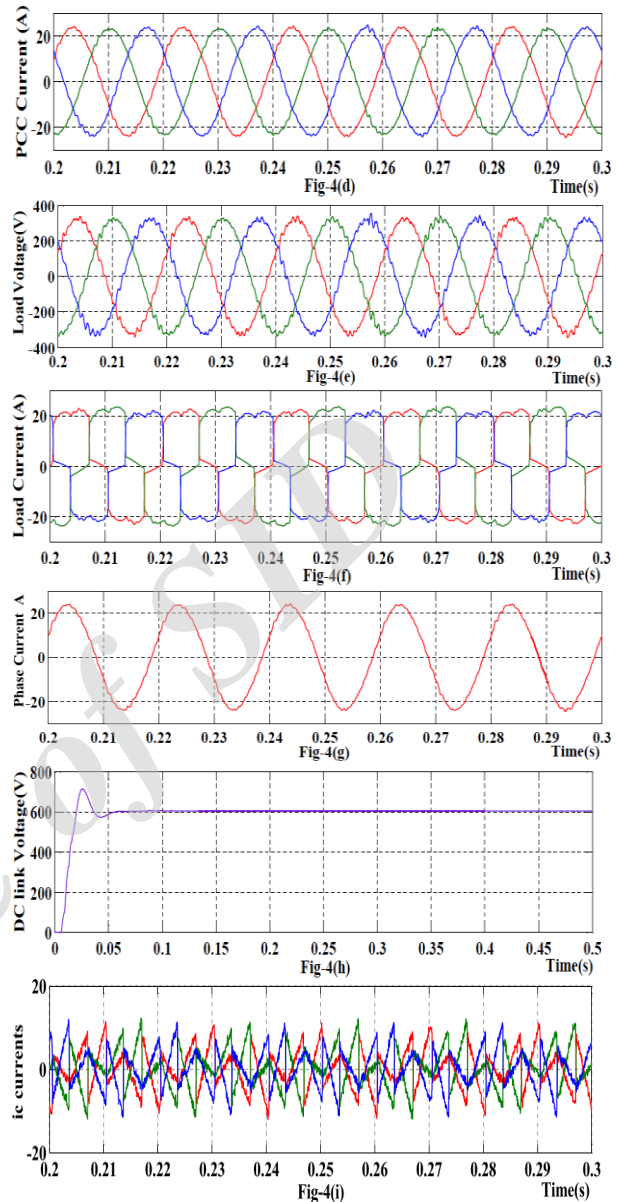 PCC Current (A)
20
0
-20
0.2 0.21 0.22 0.23 0.24 0.25 0.26 0.27 0.28 0.29 0.3
Fig-4(d) Time(s)
Load Voltage(V)
400
200
0
-200
-400
0.2 0.21 0.22 0.23 0.24 0.25 0.26 0.27 0.28 0.29 0.3
Fig-4(e)
Load Current (A)
20
0
-20
0.2 0.21 0.22 0.23 0.24 0.25 0.26 0.27 0.28 0.29 0.3
Fig-4(f) Time(s)
Phase Current A
20
0
-20
0.2 0.21 0.22 0.23 0.24 0.25 0.26 0.27 0.28 0.29 0.3
Fig-4(g) Time(s)
DC link Voltage(V)
800
600
400
200
0
0 0.05 0.1 0.15 0.2 0.25 0.3 0.35 0.4 0.45 0.5
Fig-4(h) Time(s)
ic currents
20
0
-20
0.2 0.21 0.22 0.23 0.24 0.25 0.26 0.27 0.28 0.29 0.3
Fig-4(i) Time(s)
of SID